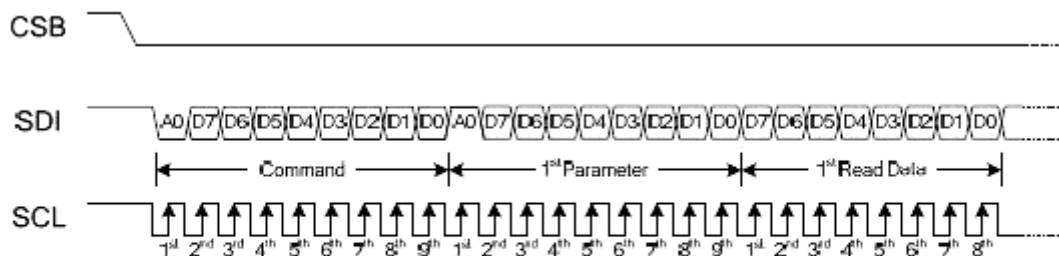 CSB
SDI A0 D7 D6 D5 D4 D3 D2 D1 D0 A0 D7 D6 D5 D4 D3 D2 D1 D0 D7 D6 D5 D4 D3 D2 D1 D0
Command 1st Parameter 1st Read Data
SCL
1st 2nd 3rd 4th 5th 6th 7th 8th 9th 1st 2nd 3rd 4th 5th 6th 7th 8th 9th 1st 2nd 3rd 4th 5th 6th 7th 8th